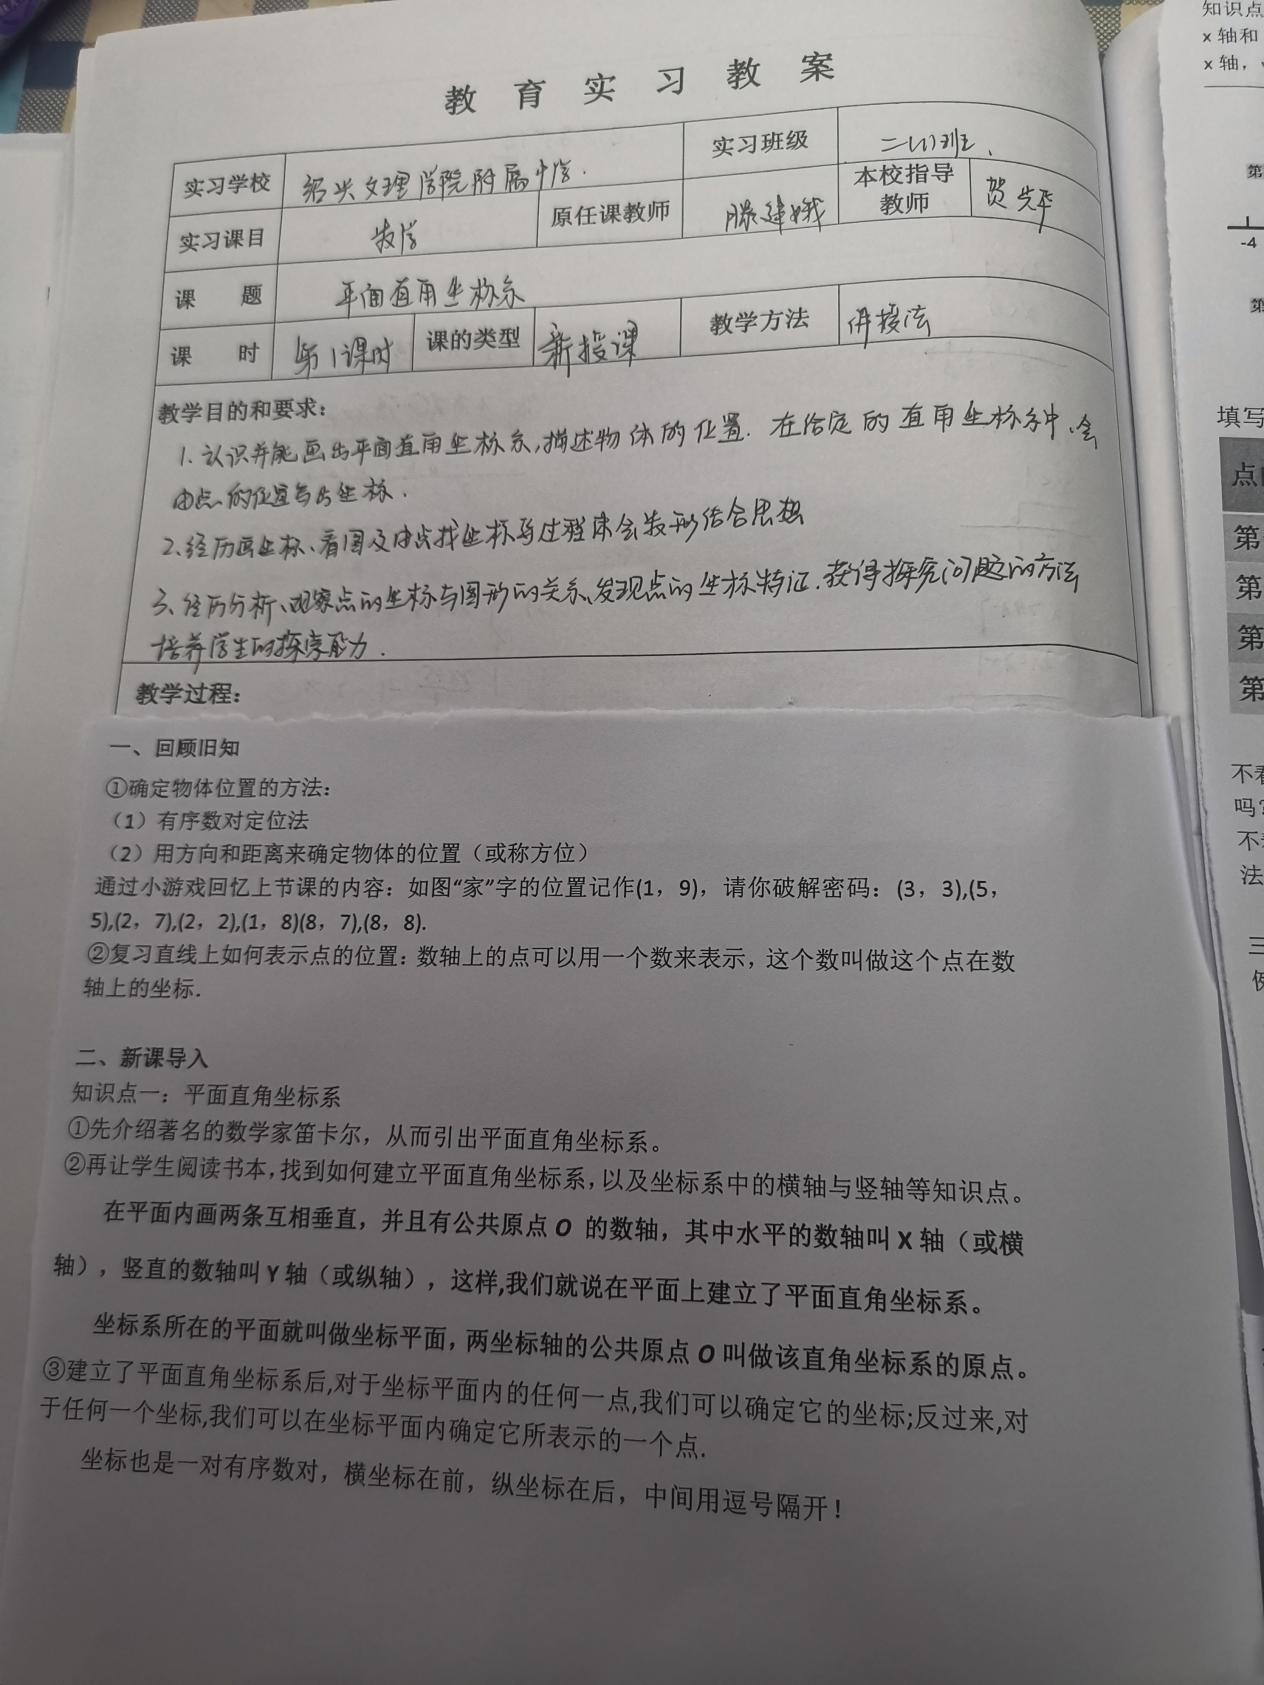 教育实习教案
实习学校 绍兴文理学院附属中学. 实习班级 二(1)班.
实习课目 数学 原任课教师 滕建娥 本校指导教师 贺先平
课 题 平面直角坐标系
课 时 第1课时 课的类型 新授课 教学方法 讲授法
教学目的和要求:
1.认识并能画出平面直角坐标系,描述物体的位置.在给定的直角坐标系中、会
由点的位置写出坐标.
2、经历画坐标、看图及由点找坐标等过程体会数形结合思想
3、经历分析、观察点的坐标与图形的关系、发现点的坐标特征.获得探究问题的方法
培养学生的探索能力.
教学过程:
一、回顾旧知
①确定物体位置的方法:
（1）有序数对定位法
（2）用方向和距离来确定物体的位置（或称方位）
通过小游戏回忆上节课的内容：如图“家”字的位置记作(1，9)，请你破解密码：(3，3),(5，
5),(2，7),(2，2),(1，8)(8，7),(8，8).
②复习直线上如何表示点的位置：数轴上的点可以用一个数来表示，这个数叫做这个点在数
轴上的坐标.
二、新课导入
知识点一：平面直角坐标系
①先介绍著名的数学家笛卡尔，从而引出平面直角坐标系。
②再让学生阅读书本,找到如何建立平面直角坐标系，以及坐标系中的横轴与竖轴等知识点。
在平面内画两条互相垂直，并且有公共原点 O 的数轴，其中水平的数轴叫 X 轴（或横
轴），竖直的数轴叫 Y 轴（或纵轴），这样,我们就说在平面上建立了平面直角坐标系。
坐标系所在的平面就叫做坐标平面，两坐标轴的公共原点 O 叫做该直角坐标系的原点。
③建立了平面直角坐标系后,对于坐标平面内的任何一点,我们可以确定它的坐标;反过来,对
于任何一个坐标,我们可以在坐标平面内确定它所表示的一个点.
坐标也是一对有序数对，横坐标在前，纵坐标在后，中间用逗号隔开！
知识点
x 轴和
x 轴，
第
-4
第
填写
点
第
第
第
第
不看
吗?
不
法
三
例